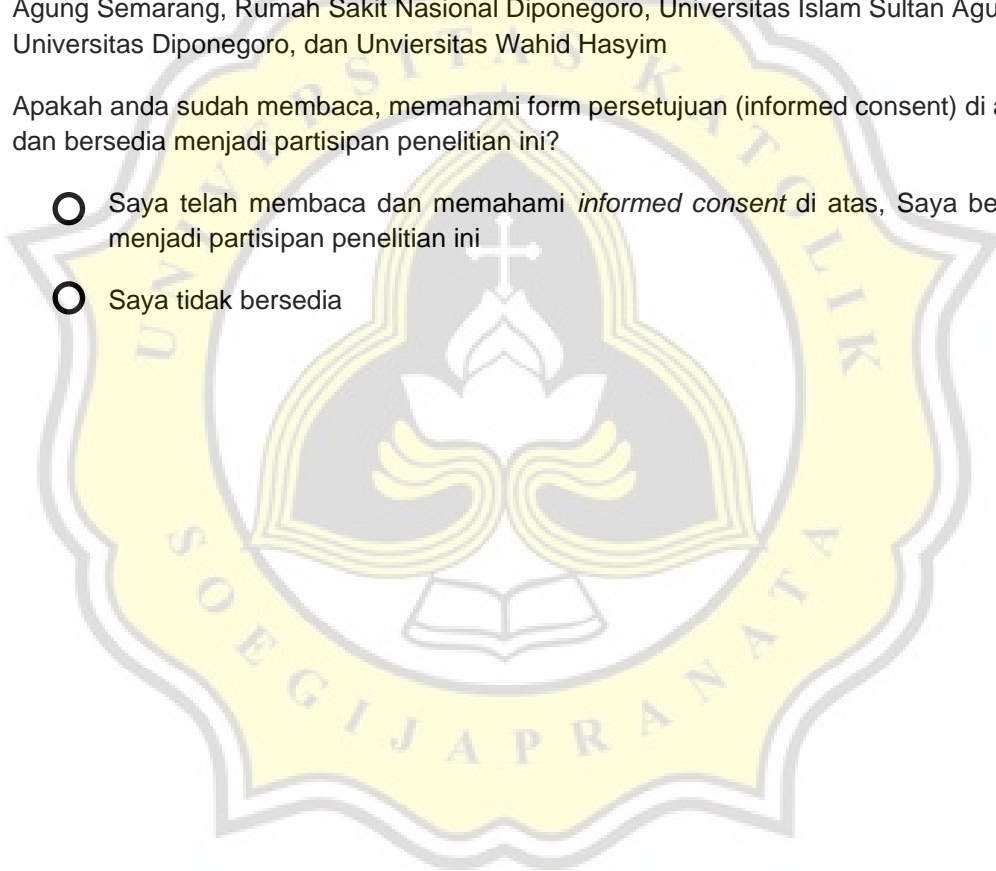 Agung Semarang, Rumah Sakit Nasional Diponegoro, Universitas Islam Sultan Agu
Universitas Diponegoro, dan Unviersitas Wahid Hasyim
Apakah anda sudah membaca, memahami form persetujuan (informed consent) di a
dan bersedia menjadi partisipan penelitian ini?
Saya telah membaca dan memahami informed consent di atas, Saya be
menjadi partisipan penelitian ini
Saya tidak bersedia
UNIVERSITAS KATOLIK
SOEGIJAPRANATA